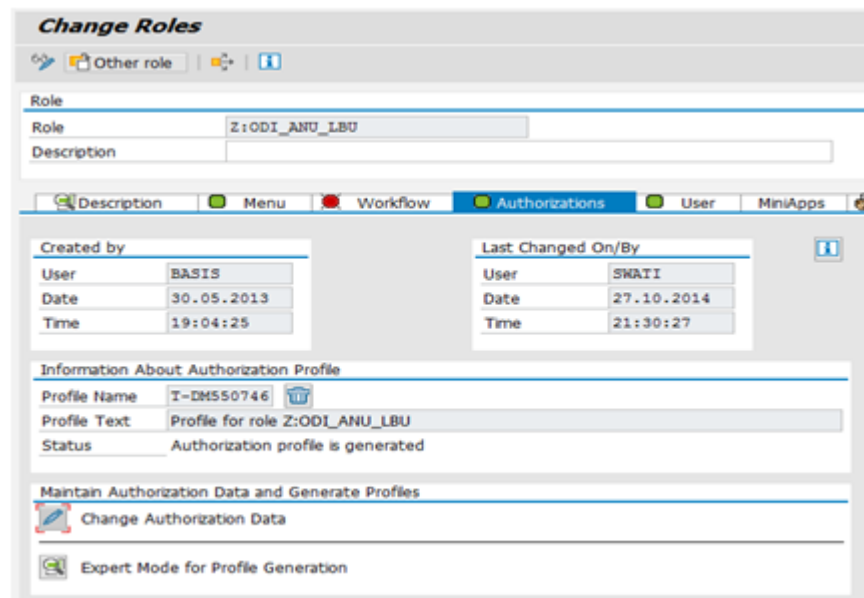 Change Roles
Other role
Role
Role Z:ODI_ANU_LBU
Description
Description Menu Workflow Authorizations User MiniApps
Created by Last Changed On/By
User BASIS User SWATI
Date 30.05.2013 Date 27.10.2014
Time 19:04:25 Time 21:30:27
Information About Authorization Profile
Profile Name T-DM550746
Profile Text Profile for role Z:ODI_ANU_LBU
Status Authorization profile is generated
Maintain Authorization Data and Generate Profiles
Change Authorization Data
Expert Mode for Profile Generation